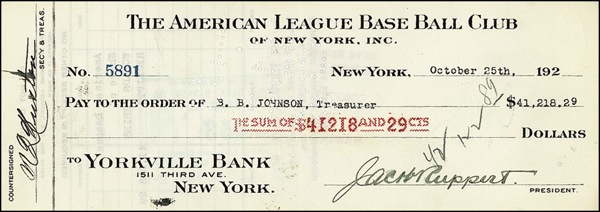 THE AMERICAN LEAGUE BASE BALL CLUB
OF NEW YORK, INC.
No. 5891 NEW YORK, October 25th, 192
PAY TO THE ORDER OF B. B. JOHNSON, Treasurer $41,218.29
THE SUM OF $41218 AND 29 CTS DOLLARS
TO YORKVILLE BANK
1511 THIRD AVE.
NEW YORK.
Jacob Ruppert.
PRESIDENT.
COUNTERSIGNED
SECY & TREAS.